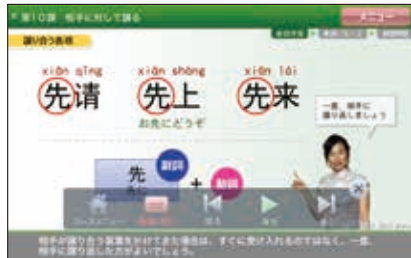 第10課 相手に対して譲る
メニュー
譲り合う表現
xiān qǐng xiān shàng xiān lái
先请 先上 先来
お先にどうぞ
一度、相手に
譲り返しましょう
先 副詞 + 動詞
相手が譲り合う言葉をかけてきた場合は、すぐに受け入れるのではなく、一度、
相手に譲り返した方がよいでしょう。